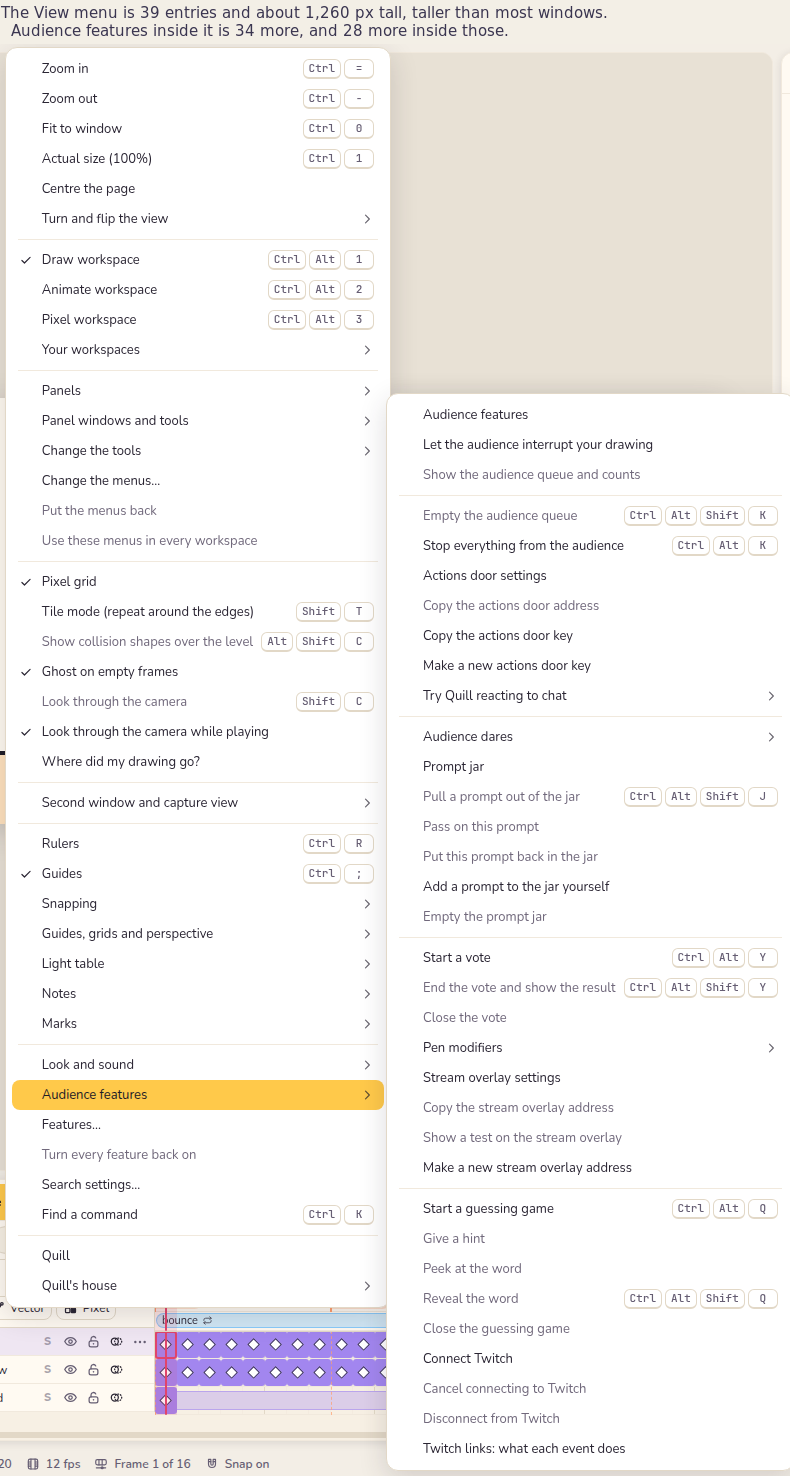 The View menu is 39 entries and about 1,260 px tall, taller than most windows.
Audience features inside it is 34 more, and 28 more inside those.
Zoom in Ctrl =
Zoom out Ctrl -
Fit to window Ctrl 0
Actual size (100%) Ctrl 1
Centre the page
Turn and flip the view
Draw workspace Ctrl Alt 1
Animate workspace Ctrl Alt 2
Pixel workspace Ctrl Alt 3
Your workspaces
Panels
Panel windows and tools
Change the tools
Change the menus...
Put the menus back
Use these menus in every workspace
Pixel grid
Tile mode (repeat around the edges) Shift T
Show collision shapes over the level Alt Shift C
Ghost on empty frames
Look through the camera Shift C
Look through the camera while playing
Where did my drawing go?
Second window and capture view
Rulers Ctrl R
Guides Ctrl ;
Snapping
Guides, grids and perspective
Light table
Notes
Marks
Look and sound
Audience features
Features...
Turn every feature back on
Search settings...
Find a command Ctrl K
Quill
Quill's house
Audience features
Let the audience interrupt your drawing
Show the audience queue and counts
Empty the audience queue Ctrl Alt Shift K
Stop everything from the audience Ctrl Alt K
Actions door settings
Copy the actions door address
Copy the actions door key
Make a new actions door key
Try Quill reacting to chat
Audience dares
Prompt jar
Pull a prompt out of the jar Ctrl Alt Shift J
Pass on this prompt
Put this prompt back in the jar
Add a prompt to the jar yourself
Empty the prompt jar
Start a vote Ctrl Alt Y
End the vote and show the result Ctrl Alt Shift Y
Close the vote
Pen modifiers
Stream overlay settings
Copy the stream overlay address
Show a test on the stream overlay
Make a new stream overlay address
Start a guessing game Ctrl Alt Q
Give a hint
Peek at the word
Reveal the word Ctrl Alt Shift Q
Close the guessing game
Connect Twitch
Cancel connecting to Twitch
Disconnect from Twitch
Twitch links: what each event does
Vector Pixel
bounce
S
w S
d S
20 12 fps Frame 1 of 16 Snap on